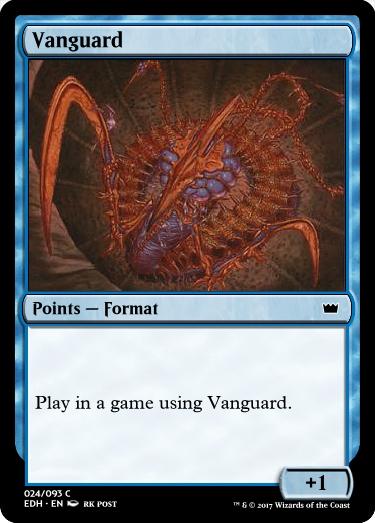 Vanguard
Points — Format
Play in a game using Vanguard.
+1
024/093 C
EDH • EN RK POST
™ & © 2017 Wizards of the Coast